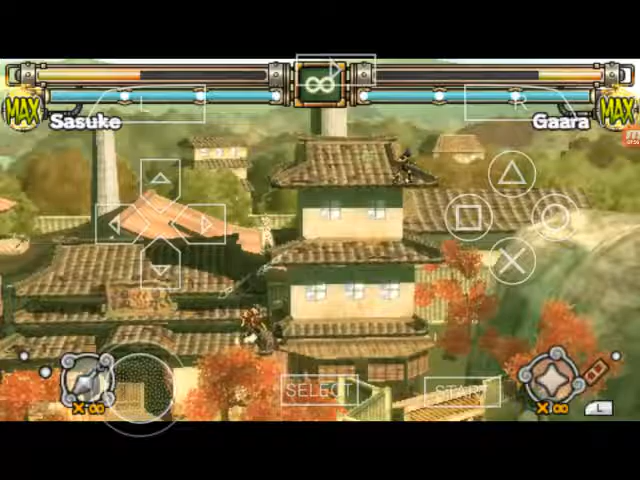 MAX
L
∞
R
MAX
Sasuke
Gaara
SELECT
START
X∞
X∞
L